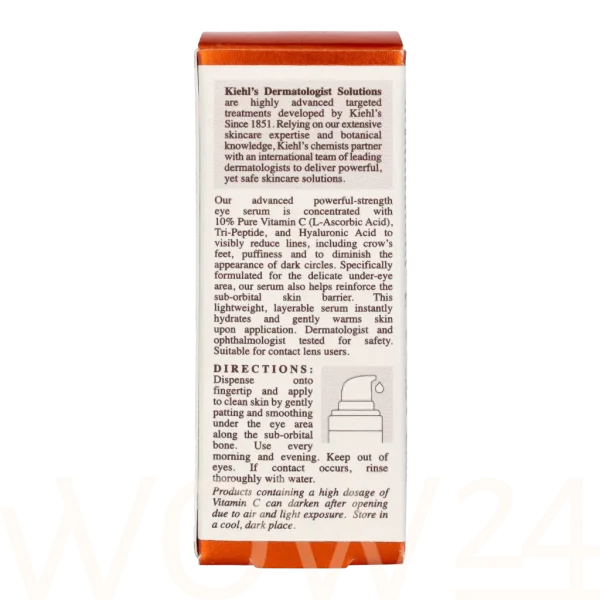 Kiehl's Dermatologist Solutions
are highly advanced targeted
treatments developed by Kiehl's
Since 1851. Relying on our extensive
skincare expertise and botanical
knowledge, Kiehl's chemists partner
with an international team of leading
dermatologists to deliver powerful,
yet safe skincare solutions.
Our advanced powerful-strength
eye serum is concentrated with
10% Pure Vitamin C (L-Ascorbic Acid),
Tri-Peptide, and Hyaluronic Acid to
visibly reduce lines, including crow's
feet, puffiness and to diminish the
appearance of dark circles. Specifically
formulated for the delicate under-eye
area, our serum also helps reinforce the
sub-orbital skin barrier. This
lightweight, layerable serum instantly
hydrates and gently warms skin
upon application. Dermatologist and
ophthalmologist tested for safety.
Suitable for contact lens users.
DIRECTIONS:
Dispense onto
fingertip and apply
to clean skin by gently
patting and smoothing
under the eye area
along the sub-orbital
bone. Use every
morning and evening. Keep out of
eyes. If contact occurs, rinse
thoroughly with water.
Products containing a high dosage of
Vitamin C can darken after opening
due to air and light exposure. Store in
a cool, dark place.
WOW24